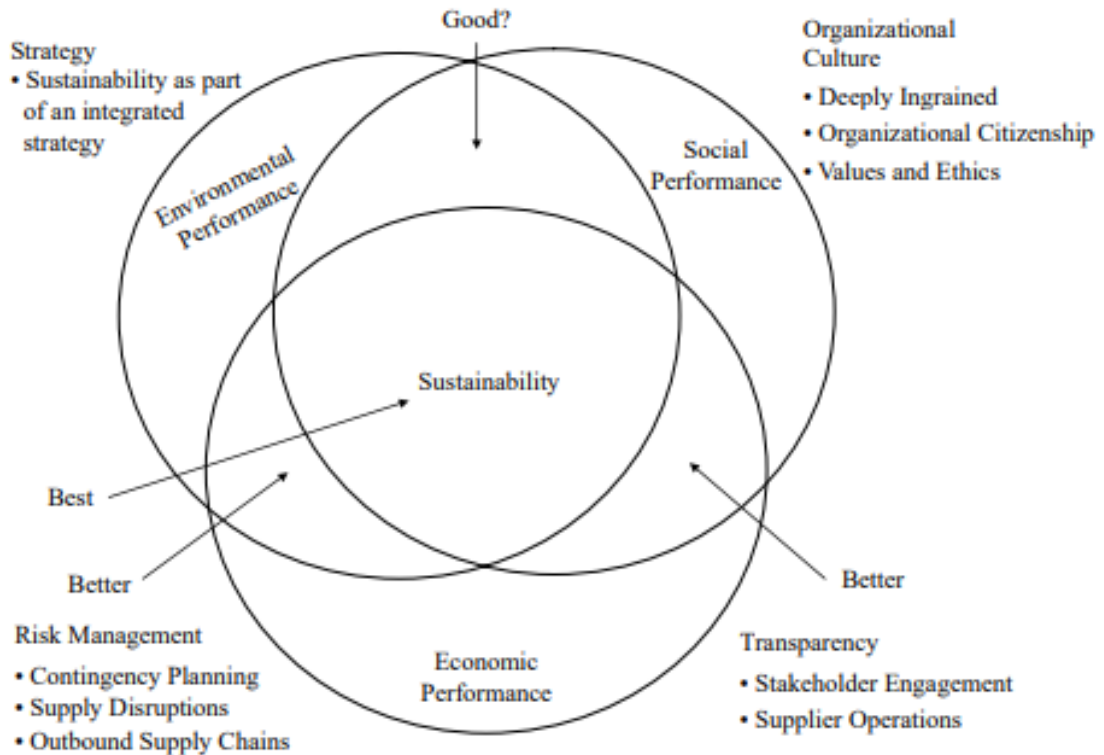 Good?
Strategy
• Sustainability as part
of an integrated
strategy
Organizational
Culture
• Deeply Ingrained
• Organizational Citizenship
• Values and Ethics
Environmental
Performance
Social
Performance
Sustainability
Best
Better
Better
Risk Management
• Contingency Planning
• Supply Disruptions
• Outbound Supply Chains
Economic
Performance
Transparency
• Stakeholder Engagement
• Supplier Operations